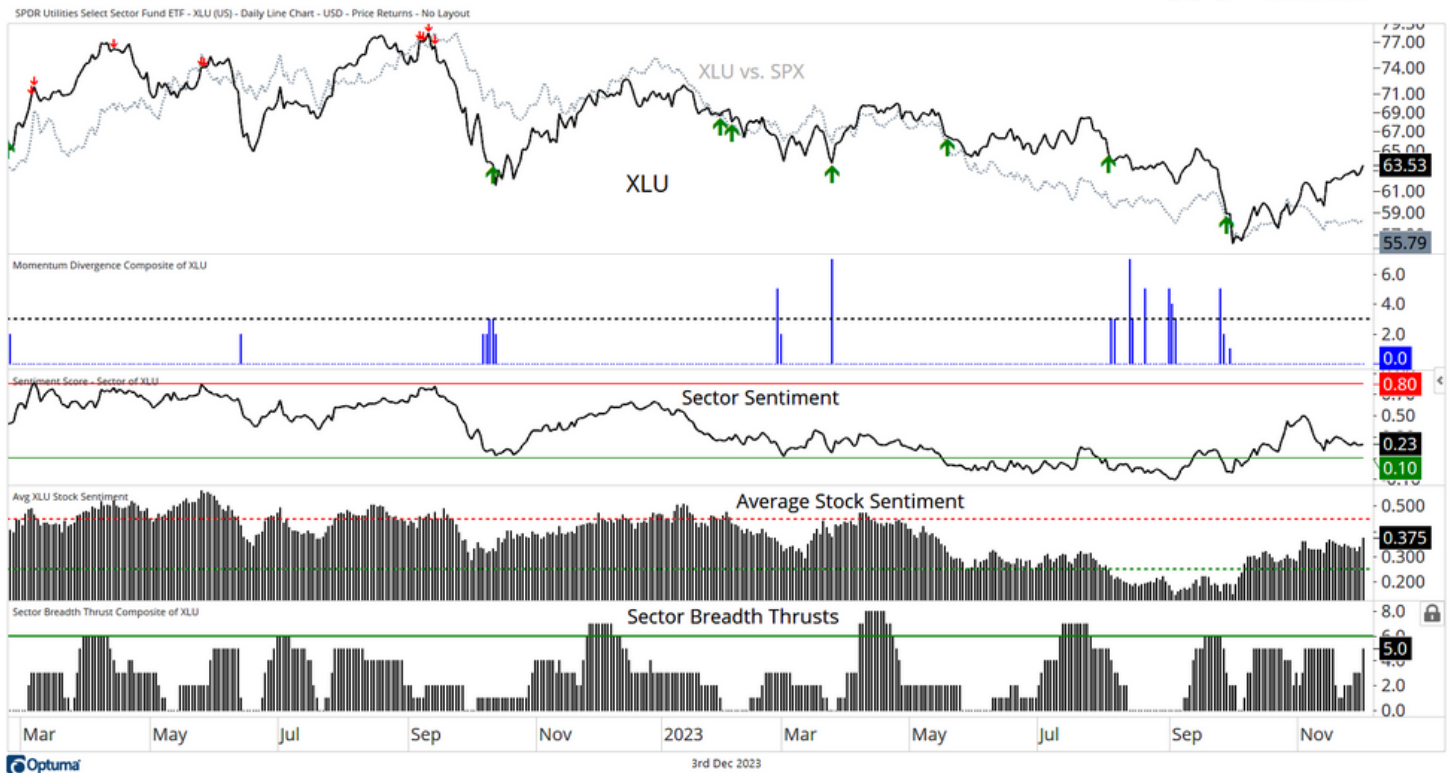 SPDR Utilities Select Sector Fund ETF - XLU (US) - Daily Line Chart - USD - Price Returns - No Layout
79.50
77.00
74.00
XLU vs. SPX
71.00
69.00
67.00
65.00
63.53
XLU
61.00
59.00
55.79
Momentum Divergence Composite of XLU
6.0
4.0
2.0
0.0
Sentiment Score - Sector of XLU
0.80
Sector Sentiment
0.50
0.23
0.10
Avg XLU Stock Sentiment
Average Stock Sentiment
0.500
0.375
0.300
0.200
Sector Breadth Thrust Composite of XLU
Sector Breadth Thrusts
8.0
6.0
5.0
4.0
2.0
0.0
Mar May Jul Sep Nov 2023 Mar May Jul Sep Nov
Optuma
3rd Dec 2023